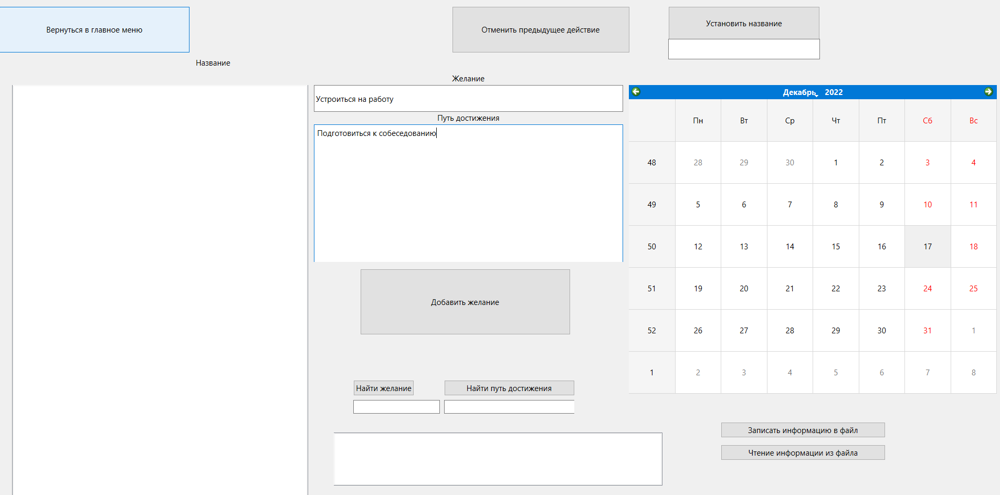 Вернуться в главное меню
Отменить предыдущее действие
Установить название
Название
Желание
Устроиться на работу
Путь достижения
Подготовиться к собеседованию
Добавить желание
Найти желание
Найти путь достижения
Декабрь 2022
Пн Вт Ср Чт Пт Сб Вс
48 28 29 30 1 2 3 4
49 5 6 7 8 9 10 11
50 12 13 14 15 16 17 18
51 19 20 21 22 23 24 25
52 26 27 28 29 30 31 1
1 2 3 4 5 6 7 8
Записать информацию в файл
Чтение информации из файла